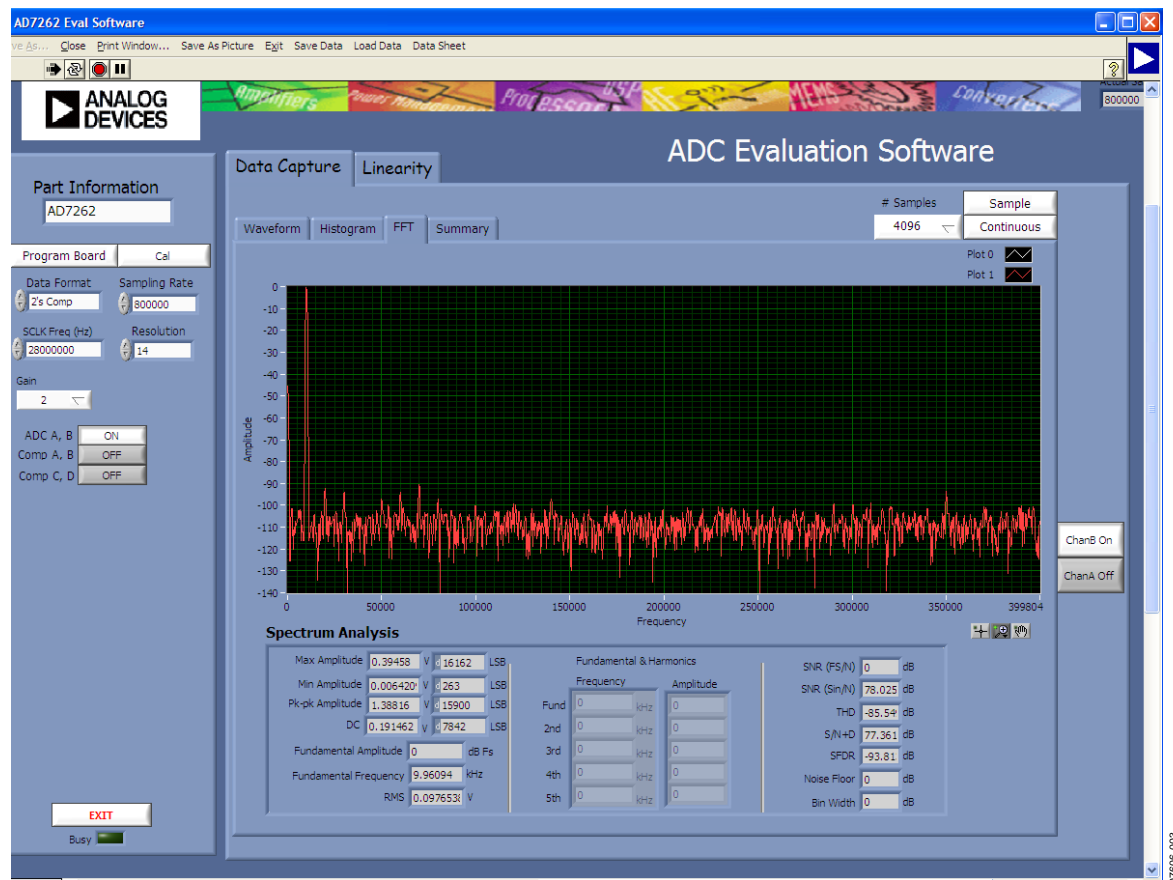 AD7262 Eval Software
ve As... Close Print Window... Save As Picture Exit Save Data Load Data Data Sheet
ANALOG
DEVICES
Amplifiers Power Processors DSP MEMS Converters
800000
ADC Evaluation Software
Data Capture Linearity
Part Information
AD7262
# Samples Sample
4096 Continuous
Waveform Histogram FFT Summary
Program Board Cal
Plot 0
Plot 1
Data Format Sampling Rate
2's Comp 800000
SCLK Freq (Hz) Resolution
28000000 14
Gain
2
ADC A, B ON
Comp A, B OFF
Comp C, D OFF
Amplitude
0
-10
-20
-30
-40
-50
-60
-70
-80
-90
-100
-110
-120
-130
-140
0 50000 100000 150000 200000 250000 300000 350000 399804
Frequency
ChanB On
ChanA Off
Spectrum Analysis
Max Amplitude 0.39458 V d 16162 LSB
Min Amplitude 0.006420 V d 263 LSB
Pk-pk Amplitude 1.38816 V d 15900 LSB
DC 0.191462 V d 7842 LSB
Fundamental Amplitude 0 dB Fs
Fundamental Frequency 9.96094 kHz
RMS 0.097653 V
Fundamental & Harmonics
Frequency Amplitude
Fund 0 kHz 0
2nd 0 kHz 0
3rd 0 kHz 0
4th 0 kHz 0
5th 0 kHz 0
SNR (FS/N) 0 dB
SNR (Sin/N) 78.025 dB
THD -85.54 dB
S/N+D 77.361 dB
SFDR -93.81 dB
Noise Floor 0 dB
Bin Width 0 dB
EXIT
Busy